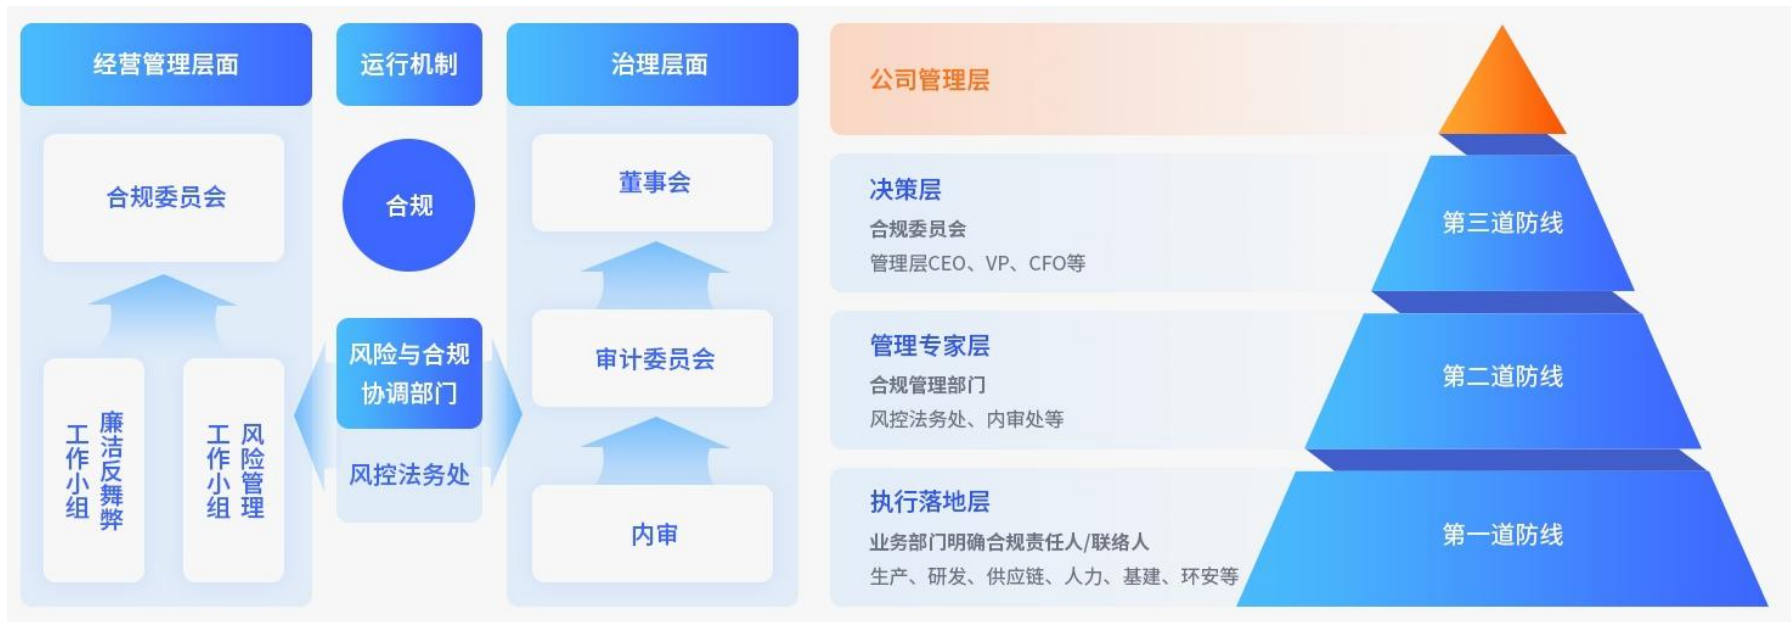 经营管理层面
合规委员会
廉洁反舞弊
工作小组
风险管理
工作小组
运行机制
合规
风险与合规
协调部门
风控法务处
治理层面
董事会
审计委员会
内审
公司管理层
决策层
合规委员会
管理层CEO、VP、CFO等
第三道防线
管理专家层
合规管理部门
风控法务处、内审处等
第二道防线
执行落地层
业务部门明确合规责任人/联络人
生产、研发、供应链、人力、基建、环安等
第一道防线